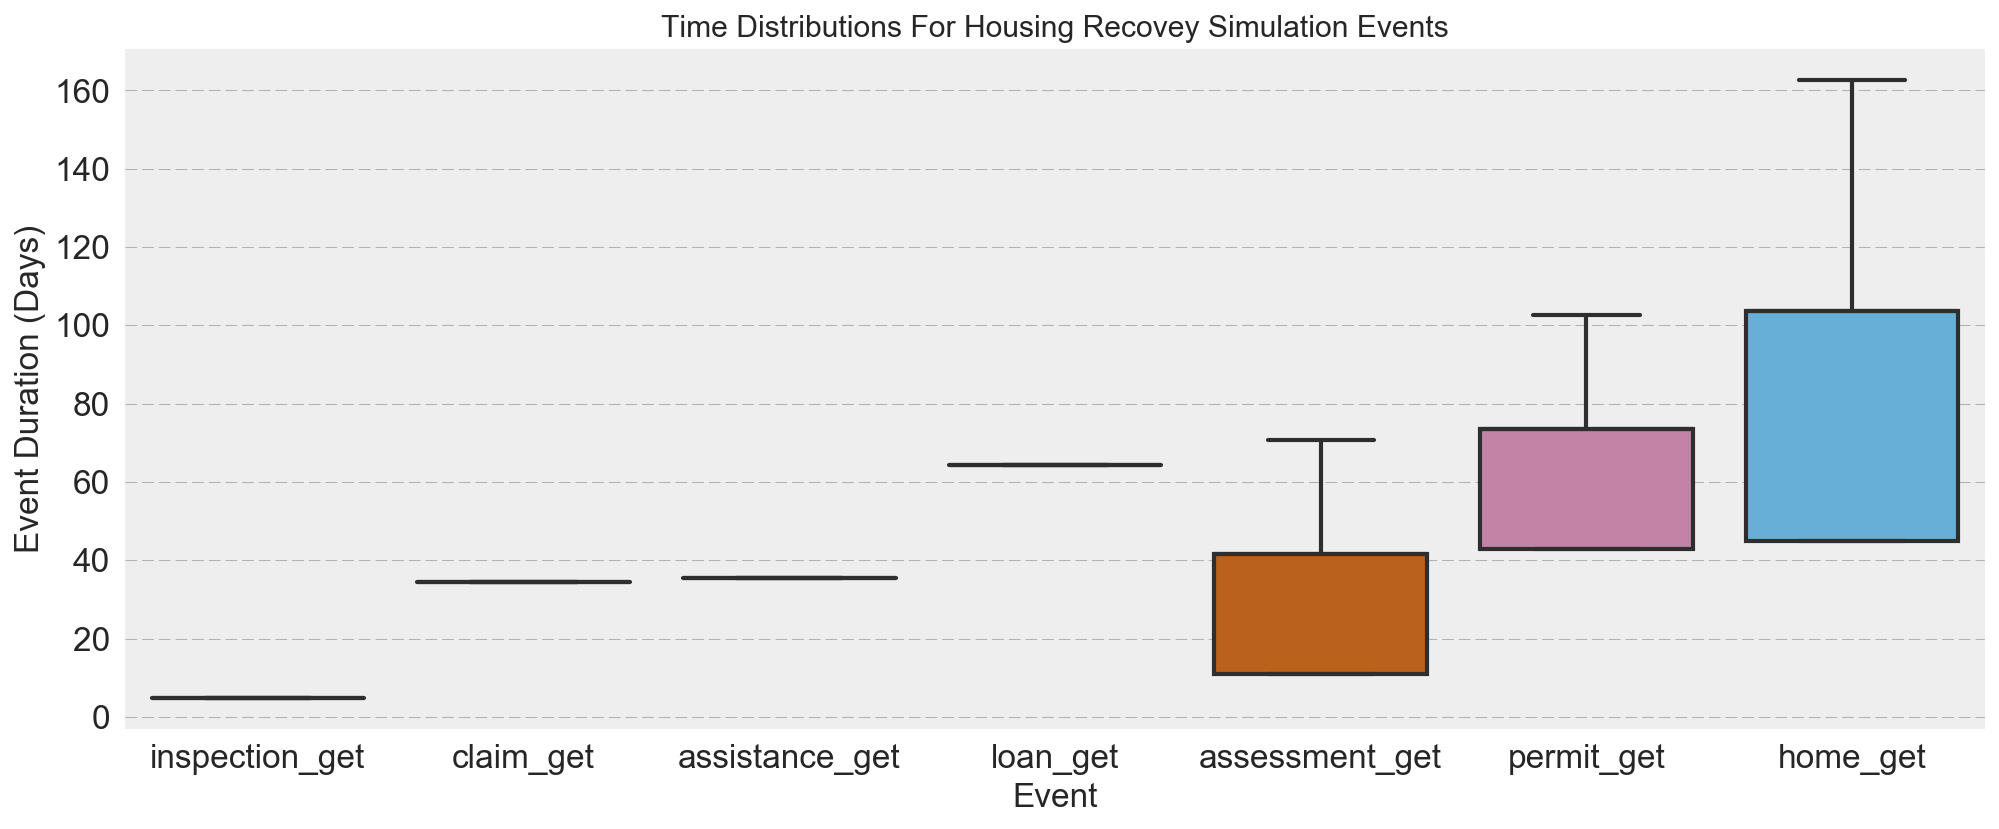 Time Distributions For Housing Recovey Simulation Events
Event Duration (Days)
160
140
120
100
80
60
40
20
0
inspection_get claim_get assistance_get loan_get assessment_get permit_get home_get
Event